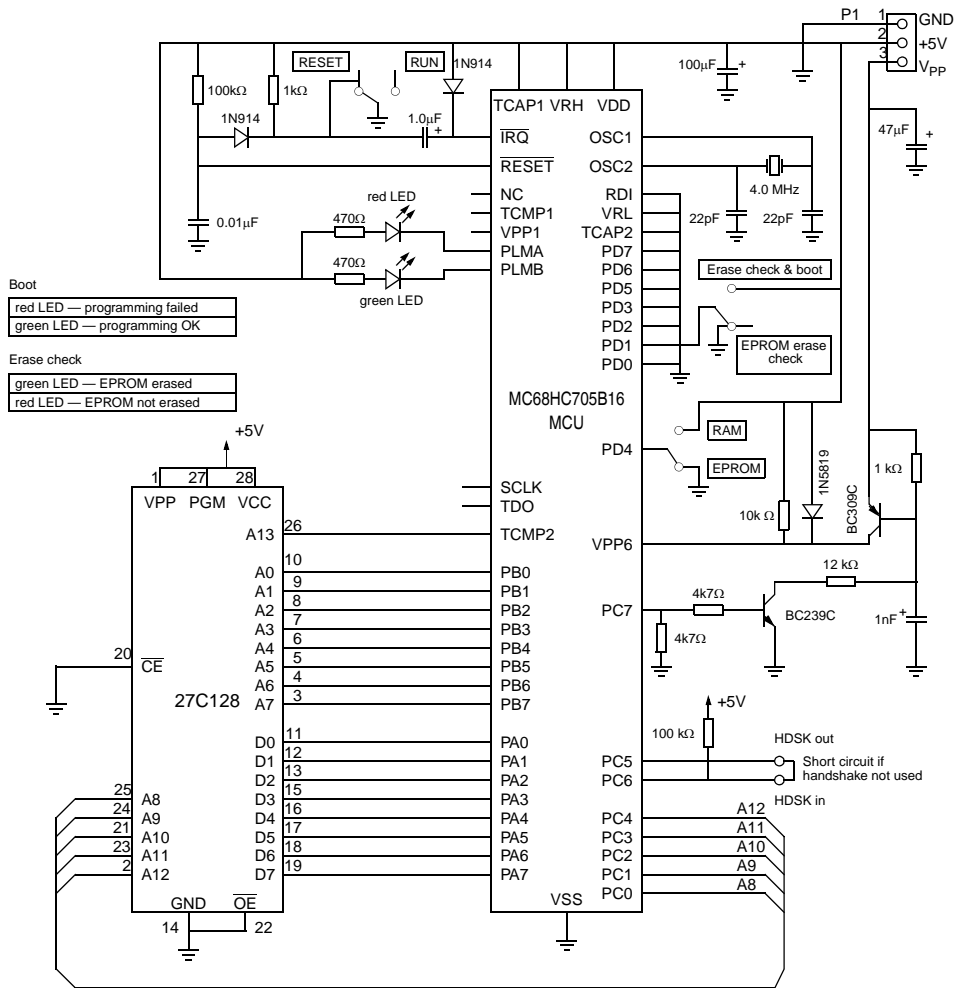 P1 1 GND
2 +5V
3 VPP
RESET RUN 1N914
100µF +
100kΩ 1kΩ
TCAP1 VRH VDD
1N914 1.0µF +
47µF +
IRQ OSC1
RESET OSC2
4.0 MHz
NC RDI
red LED
TCMP1 VRL
22pF 22pF
0.01µF 470Ω
VPP1 TCAP2
PLMA PD7
470Ω PLMB PD6
Erase check & boot
green LED
PD5
Boot
PD3
red LED — programming failed
green LED — programming OK
PD2
PD1
EPROM erase
check
PD0
Erase check
green LED — EPROM erased
red LED — EPROM not erased
MC68HC705B16
MCU
+5V
RAM
PD4
EPROM
1N5819
1 kΩ
BC309C
1 27 28
VPP PGM VCC
SCLK
TDO
10k Ω
A13 26 TCMP2
VPP6
12 kΩ
A0 10 PB0
A1 9 PB1
4k7Ω
A2 8 PB2 PC7
BC239C
1nF +
A3 7 PB3
4k7Ω
A4 6 PB4
20 CE A5 5 PB5
A6 4 PB6
27C128
A7 3 PB7
+5V
100 kΩ
D0 11 PA0
HDSK out
D1 12 PA1 PC5
Short circuit if
handshake not used
D2 13 PA2 PC6
HDSK in
25 A8 D3 15 PA3
24 A9 D4 16 PA4 PC4 A12
21 A10 D5 17 PA5 PC3 A11
23 A11 D6 18 PA6 PC2 A10
2 A12 D7 19 PA7 PC1 A9
PC0 A8
GND OE VSS
14 22